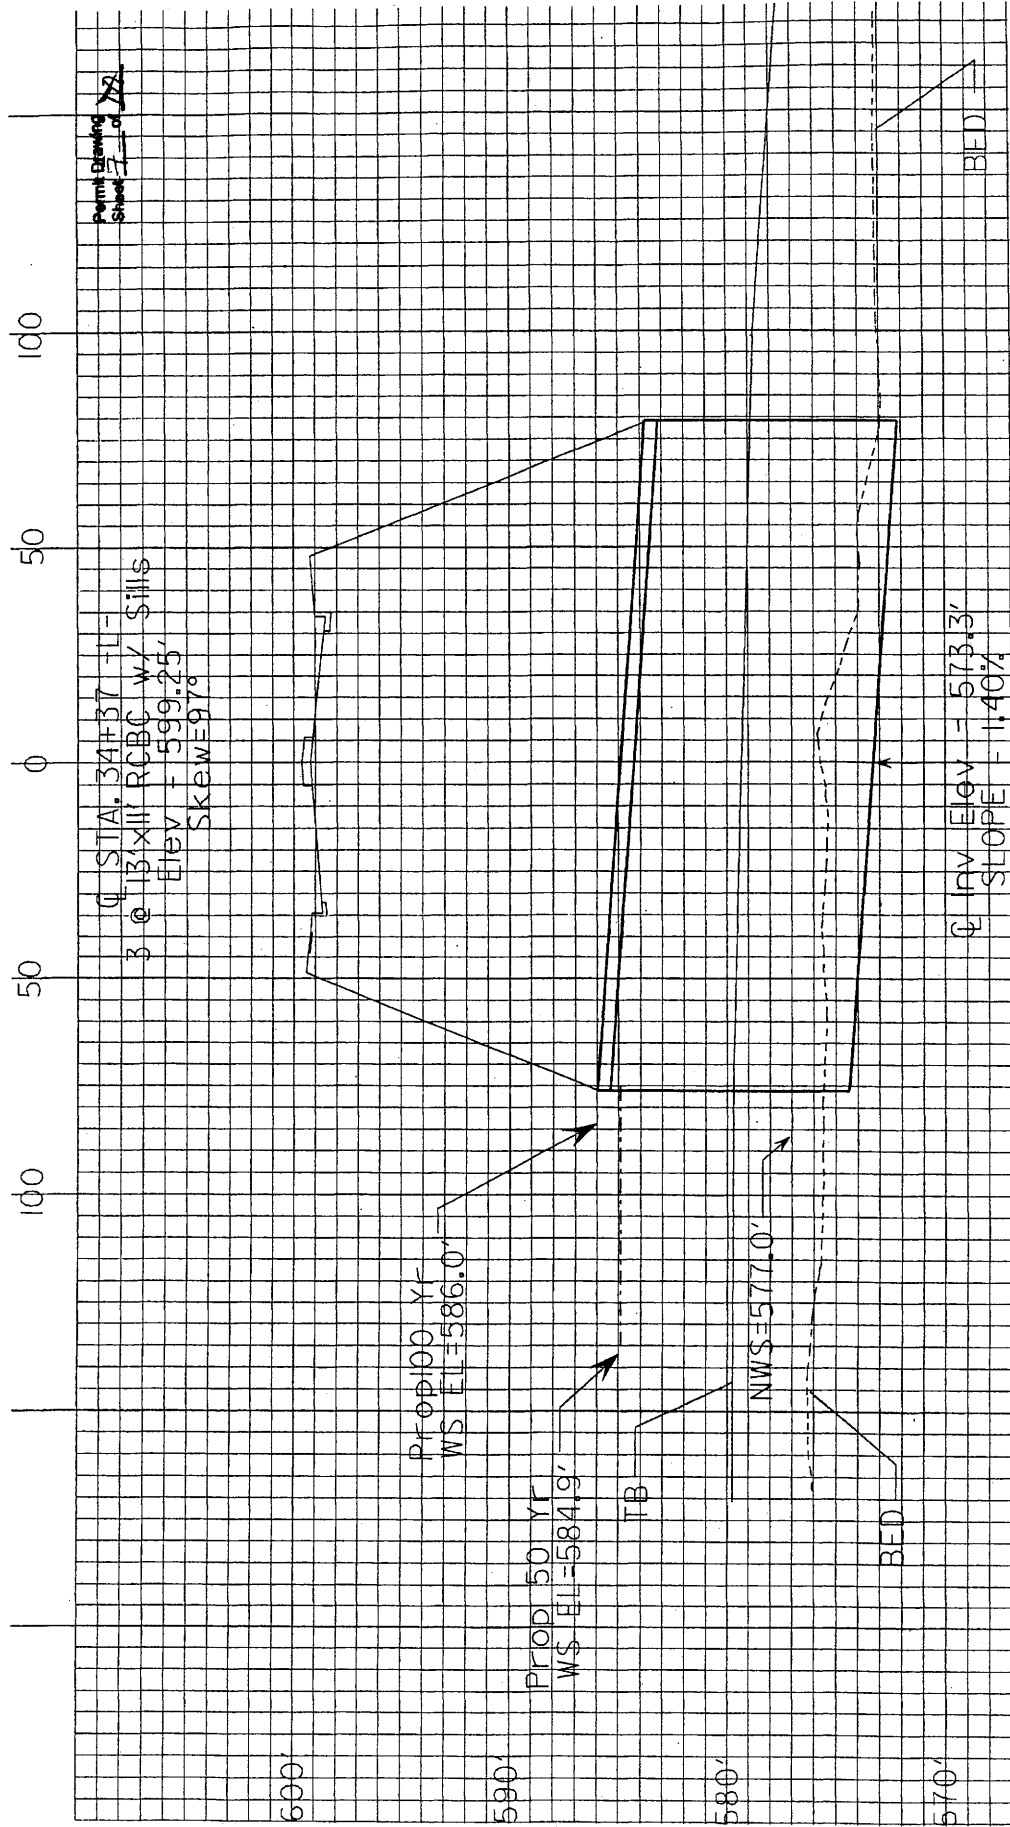 Permit Drawing
Sheet 7 of
100 50 0 50 100
℄ STA. 34+37 -L-
3 @ 13'x11' RCBC w/ Sills
Elev - 599.25'
Skew=97°
Prop100 Yr
WS EL=586.0'
Prop 50 Yr
WS EL=584.9'
TB
NWS=577.0'
BED
BED
℄ Inv Elev - 573.3'
SLOPE - 1.40%
600'
590'
580'
570'